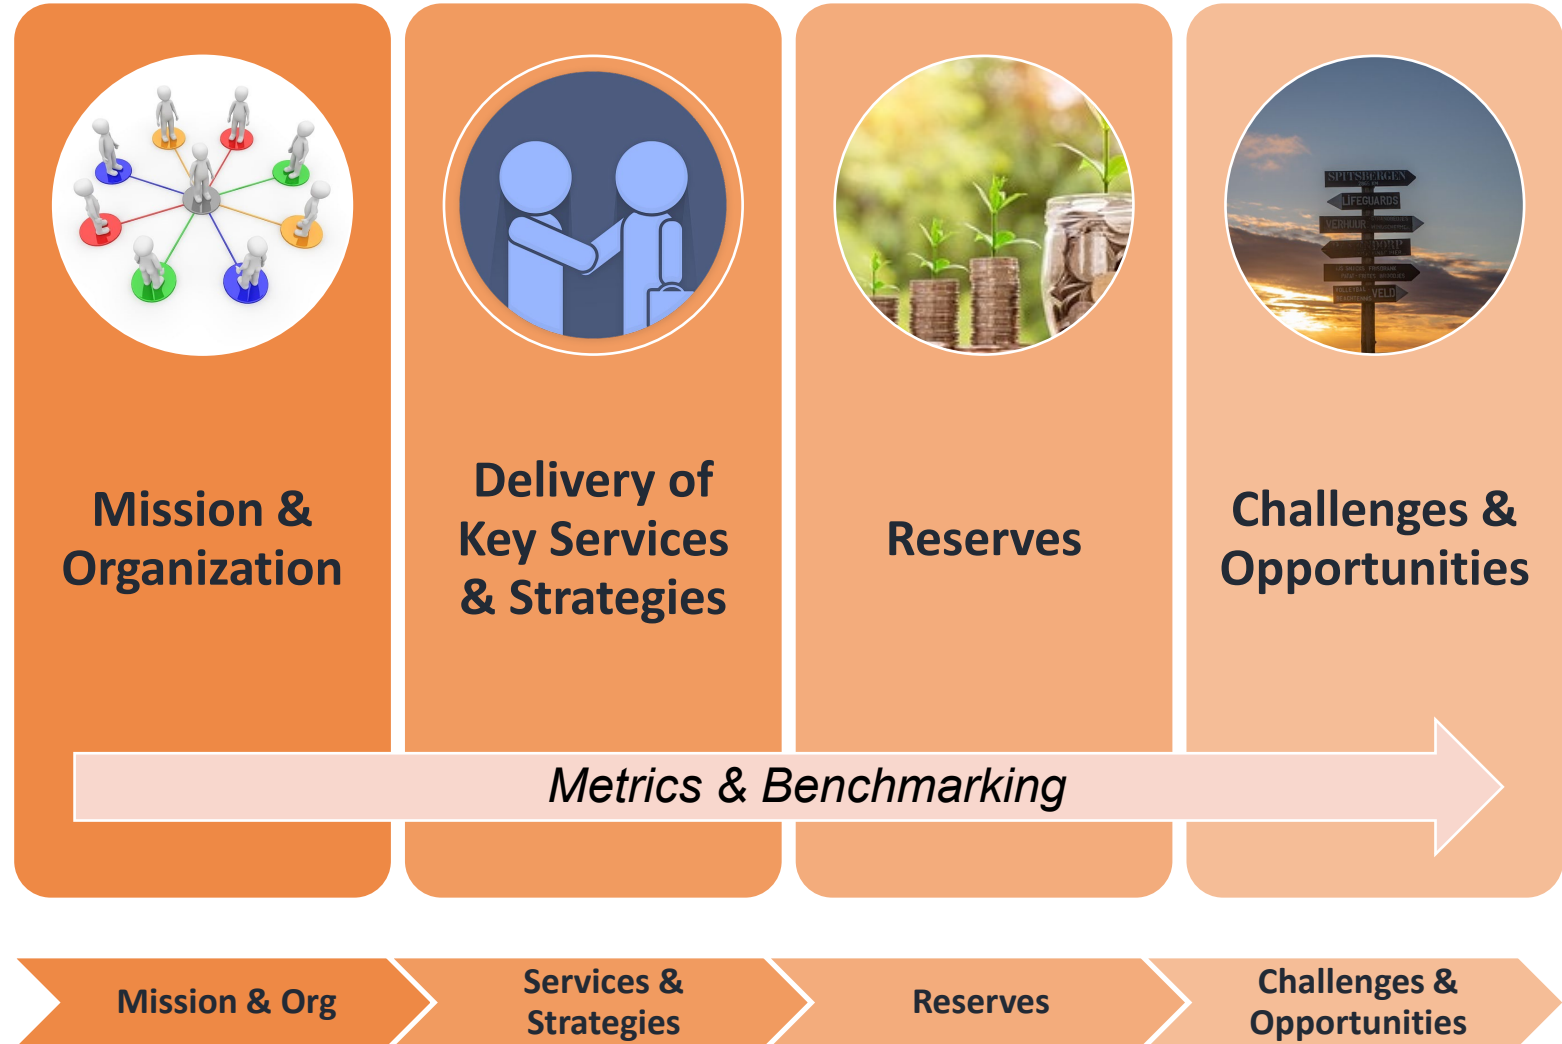 SPITSBERGEN
LIFEGUARDS
VERHUUR
DORP
VELD
Mission &
Organization
Delivery of
Key Services
& Strategies
Reserves
Challenges &
Opportunities
Metrics & Benchmarking
Mission & Org
Services &
Strategies
Reserves
Challenges &
Opportunities